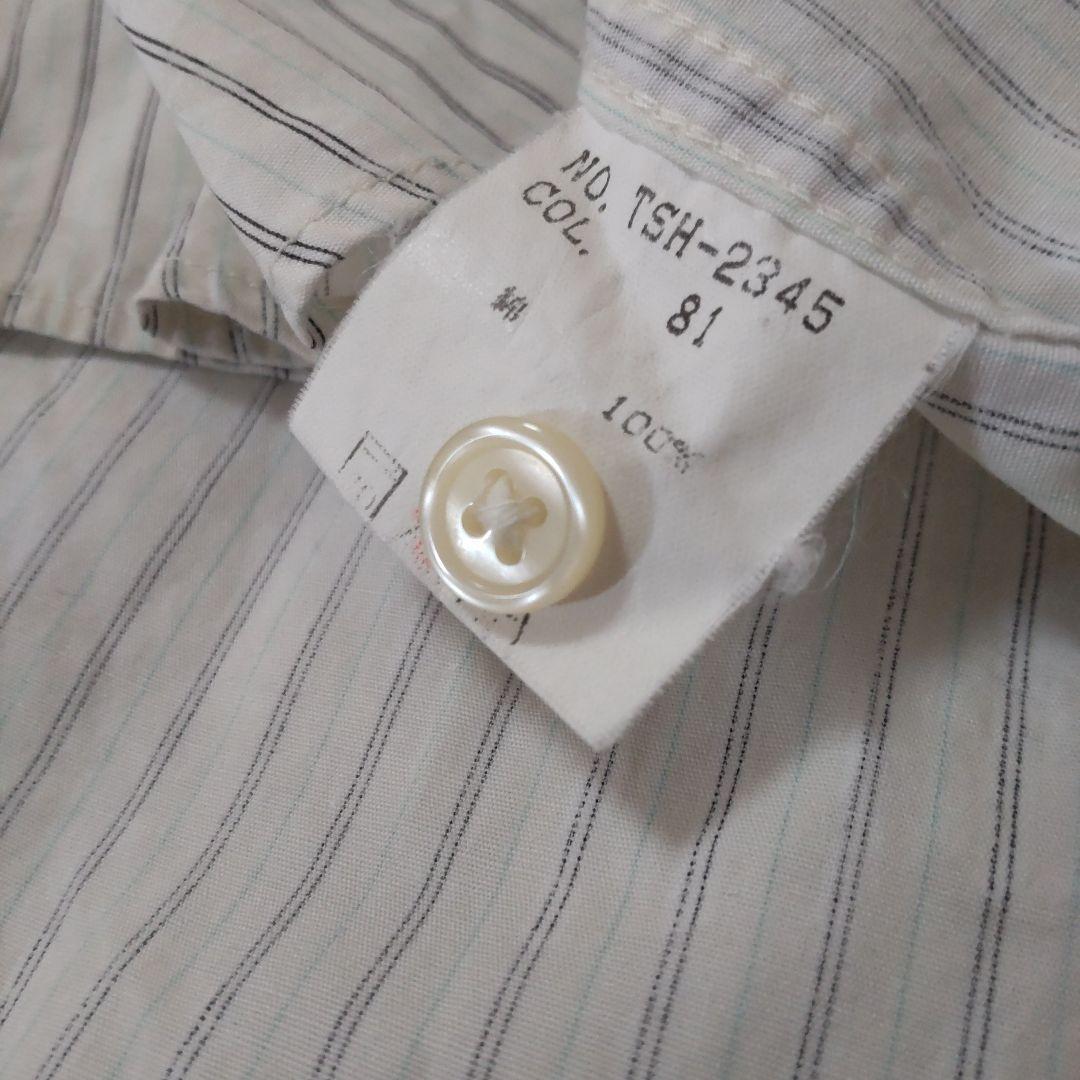 NO. TSH-2345
COL. 81
綿 100%